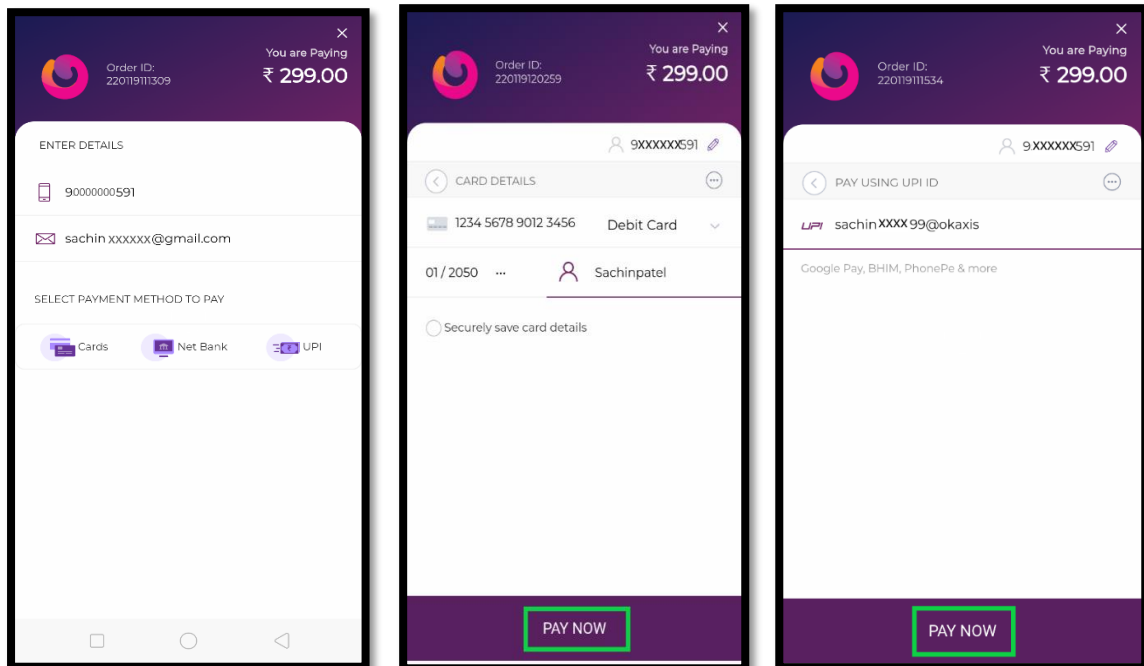 You are Paying
Order ID:
220119111309
₹ 299.00
ENTER DETAILS
90000000591
sachin xxxxxx@gmail.com
SELECT PAYMENT METHOD TO PAY
Cards Net Bank UPI
You are Paying
Order ID:
220119120259
₹ 299.00
9XXXXXX591
CARD DETAILS
1234 5678 9012 3456 Debit Card
01 / 2050 ... Sachinpatel
Securely save card details
PAY NOW
You are Paying
Order ID:
220119111534
₹ 299.00
9XXXXXX591
PAY USING UPI ID
UPI sachin XXXX 99@okaxis
Google Pay, BHIM, PhonePe & more
PAY NOW